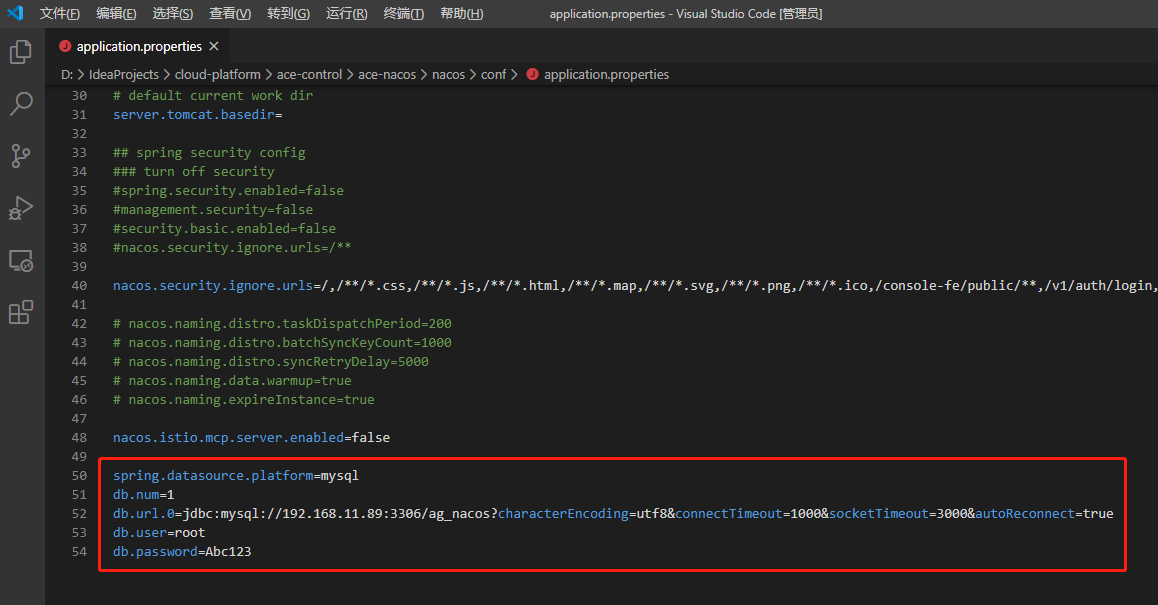 文件(F) 编辑(E) 选择(S) 查看(V) 转到(G) 运行(R) 终端(T) 帮助(H) application.properties - Visual Studio Code [管理员]
J application.properties ×
D: > IdeaProjects > cloud-platform > ace-control > ace-nacos > nacos > conf > J application.properties
30 # default current work dir
31 server.tomcat.basedir=
32
33 ## spring security config
34 ### turn off security
35 #spring.security.enabled=false
36 #management.security=false
37 #security.basic.enabled=false
38 #nacos.security.ignore.urls=/**
39
40 nacos.security.ignore.urls=/,/**/*.css,/**/*.js,/**/*.html,/**/*.map,/**/*.svg,/**/*.png,/**/*.ico,/console-fe/public/**,/v1/auth/login,
41
42 # nacos.naming.distro.taskDispatchPeriod=200
43 # nacos.naming.distro.batchSyncKeyCount=1000
44 # nacos.naming.distro.syncRetryDelay=5000
45 # nacos.naming.data.warmup=true
46 # nacos.naming.expireInstance=true
47
48 nacos.istio.mcp.server.enabled=false
49
50 spring.datasource.platform=mysql
51 db.num=1
52 db.url.0=jdbc:mysql://192.168.11.89:3306/ag_nacos?characterEncoding=utf8&connectTimeout=1000&socketTimeout=3000&autoReconnect=true
53 db.user=root
54 db.password=Abc123